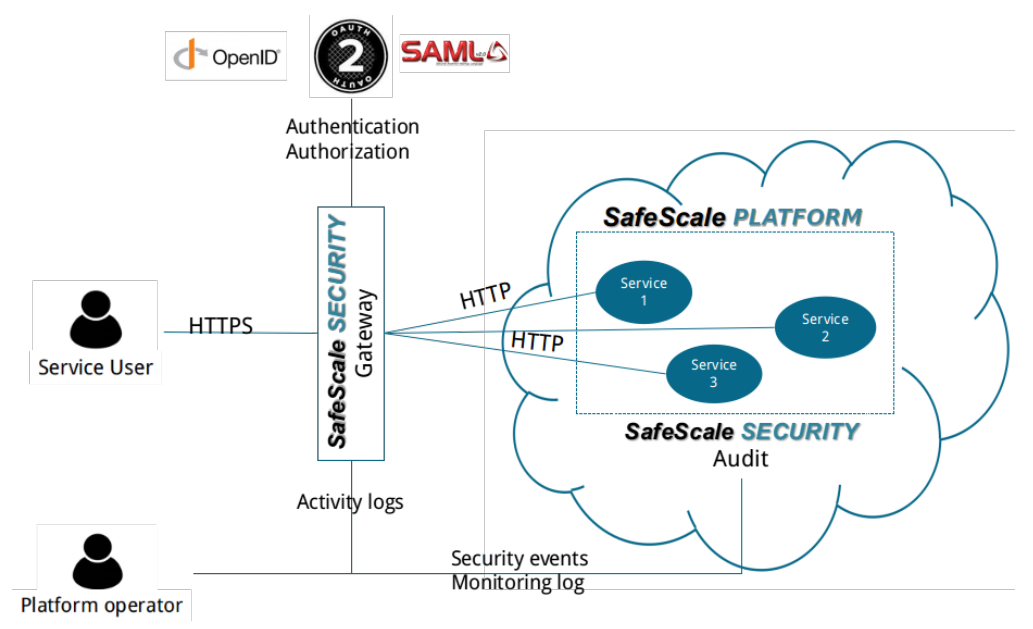 OpenID®
OAUTH
2
OAUTH
SAML
v2.0
Authentication
Authorization
SafeScale PLATFORM
SafeScale SECURITY
Gateway
Service
1
Service
2
Service
3
HTTP
HTTP
HTTPS
Service User
SafeScale SECURITY
Audit
Activity logs
Security events
Monitoring log
Platform operator